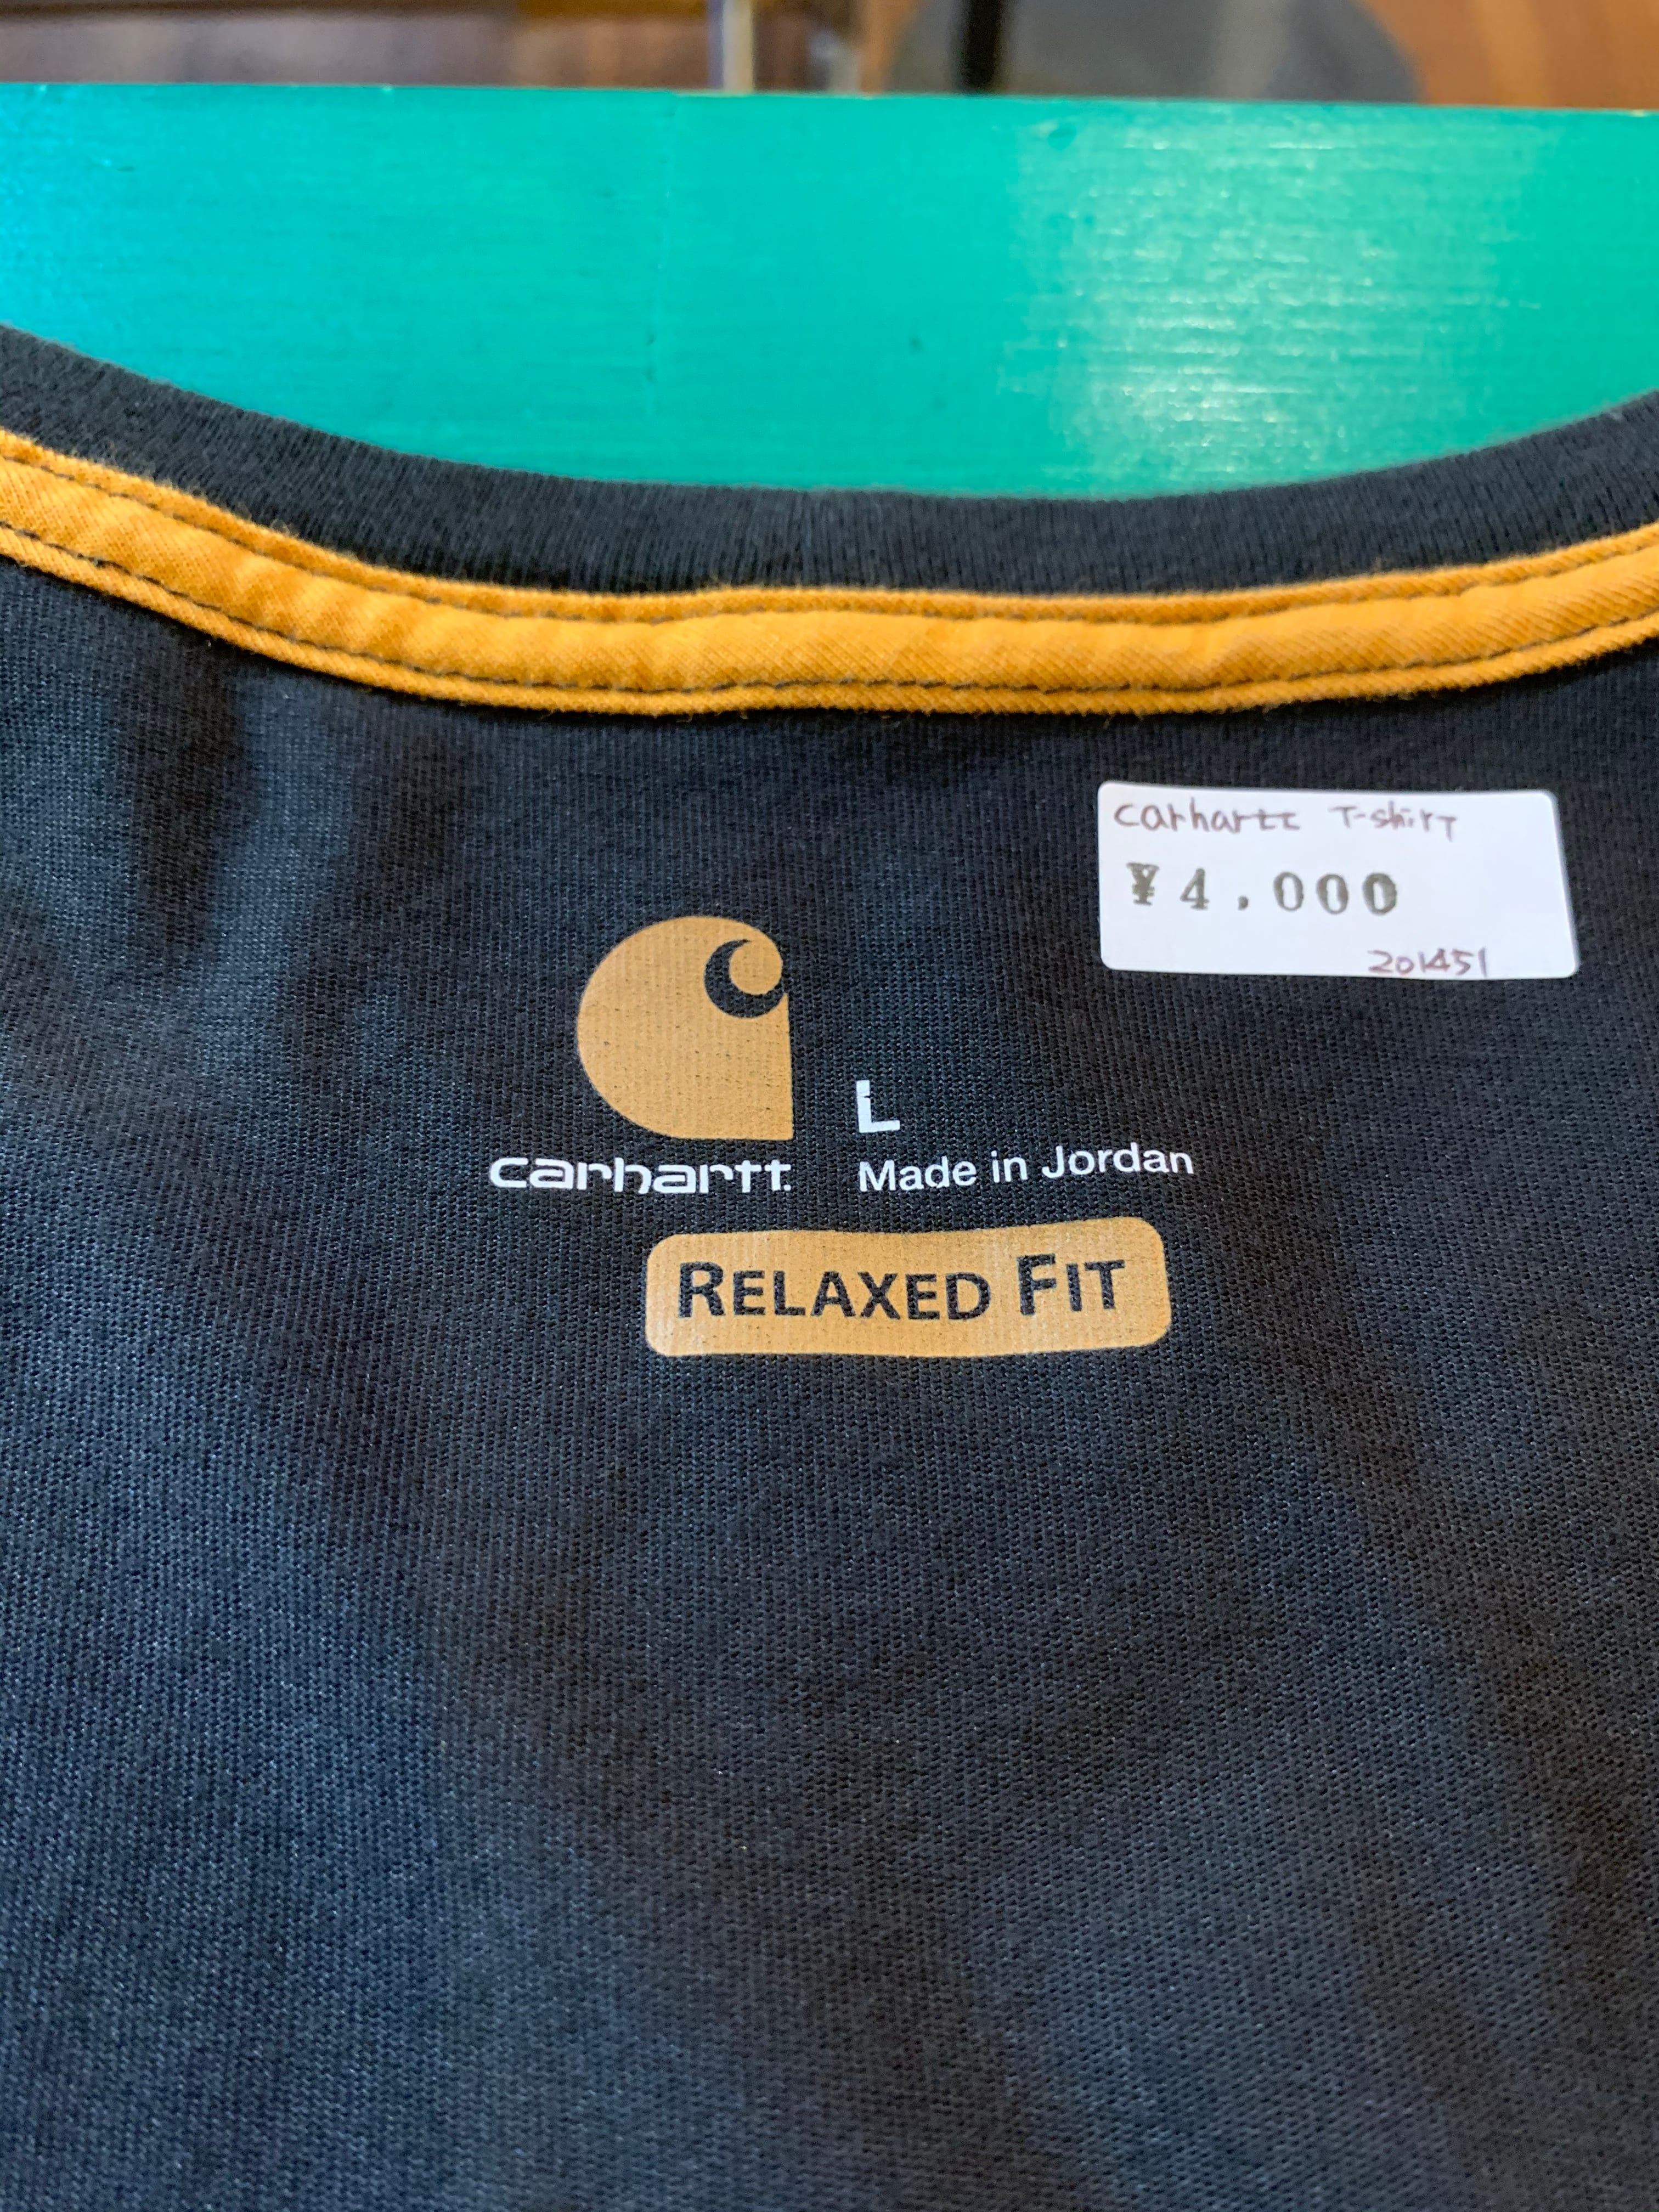 carhartt T-shirt
¥4,000
201451
L
carhartt.
Made in Jordan
RELAXED FIT